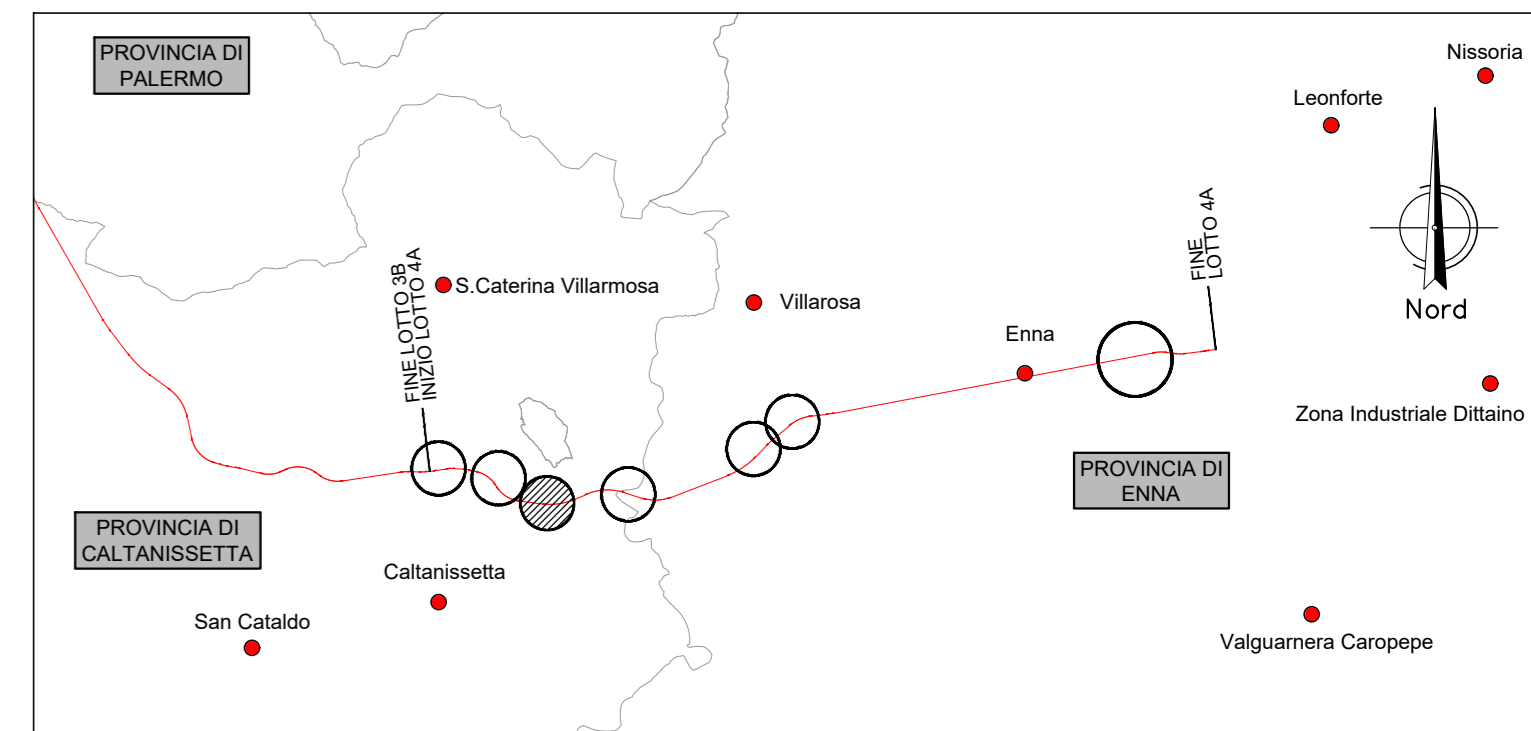 PROVINCIA DI
PALERMO
Nissoria
Leonforte
Nord
FINE
LOTTO 4A
FINE LOTTO 3B
INIZIO LOTTO 4A
S.Caterina Villarmosa
Villarosa
Enna
Zona Industriale Dittaino
PROVINCIA DI
ENNA
PROVINCIA DI
CALTANISSETTA
Caltanissetta
San Cataldo
Valguarnera Caropepe